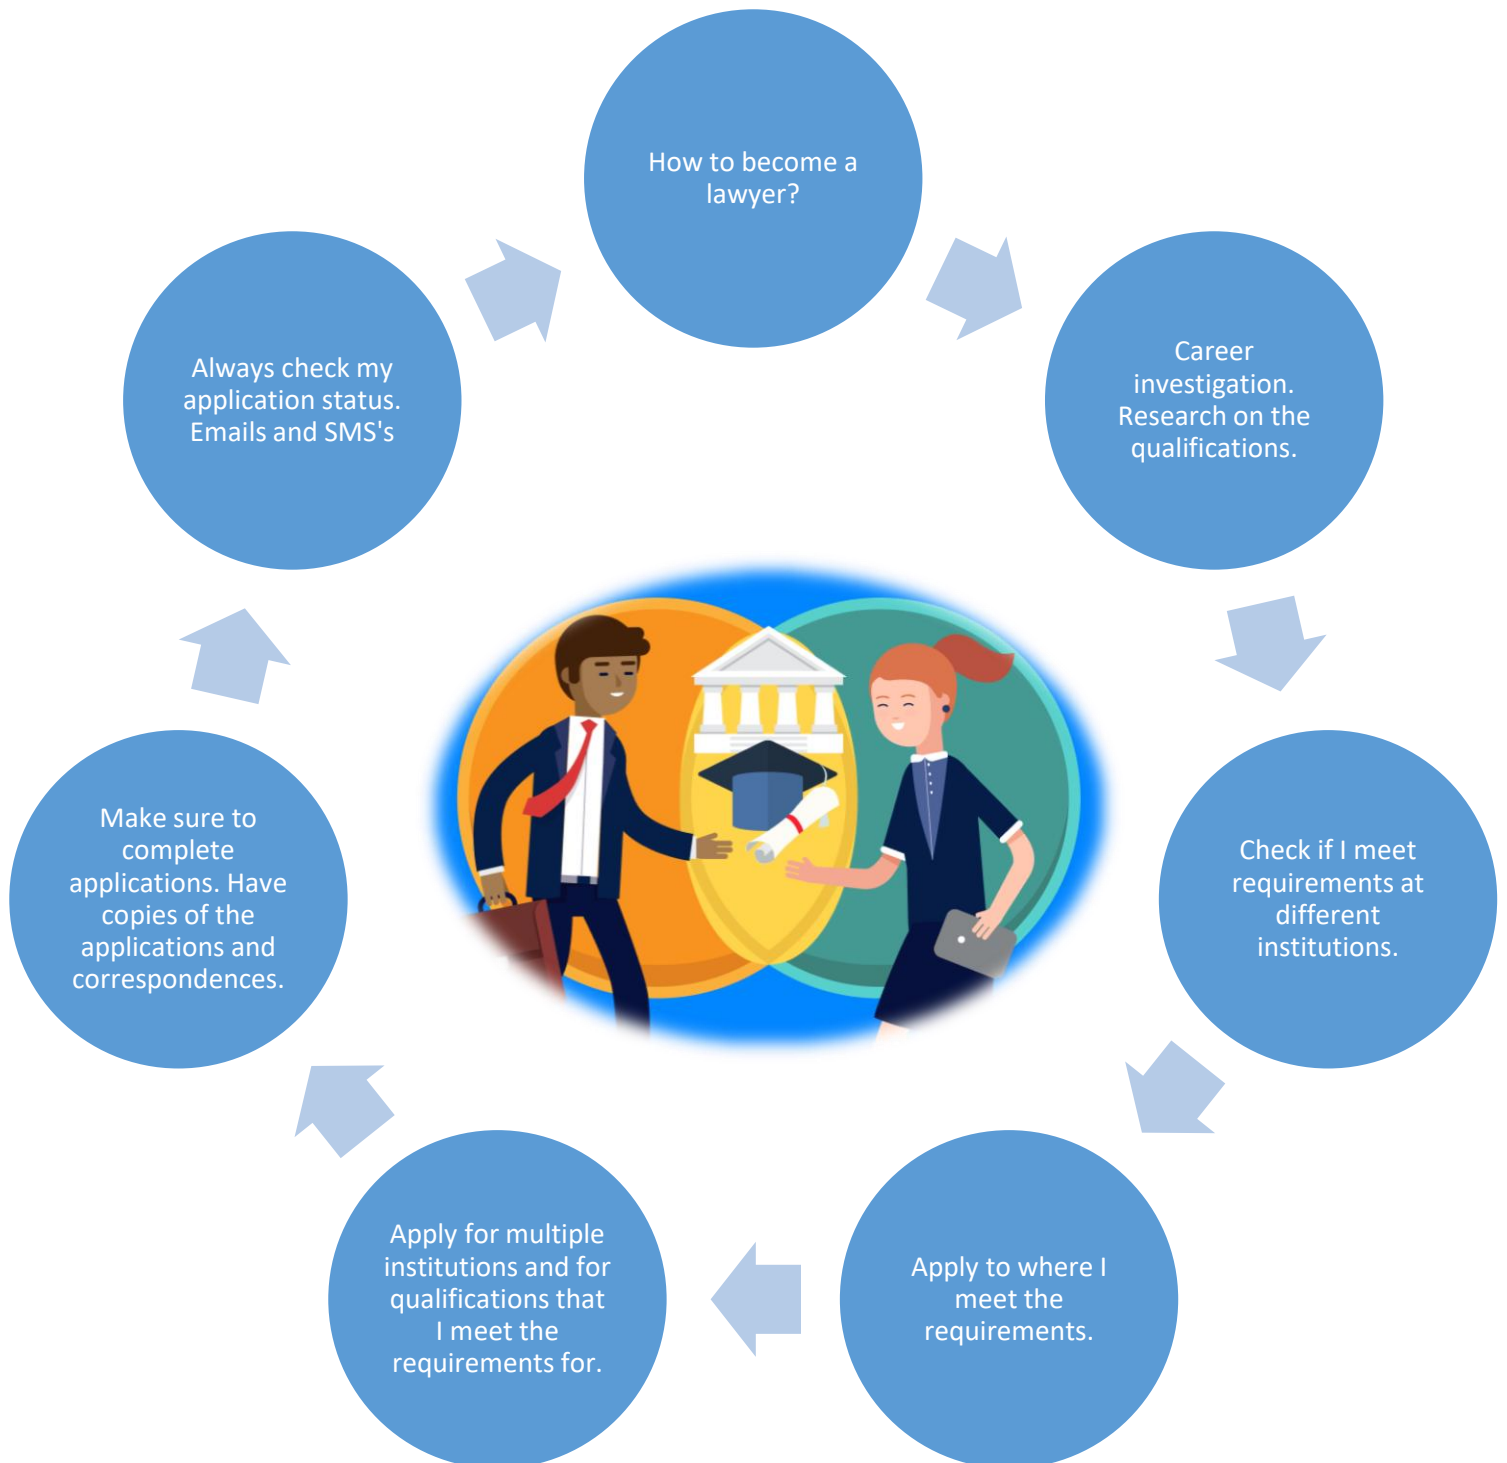 How to become a
lawyer?
Career
investigation.
Research on the
qualifications.
Check if I meet
requirements at
different
institutions.
Apply to where I
meet the
requirements.
Apply for multiple
institutions and for
qualifications that
I meet the
requirements for.
Make sure to
complete
applications. Have
copies of the
applications and
correspondences.
Always check my
application status.
Emails and SMS's